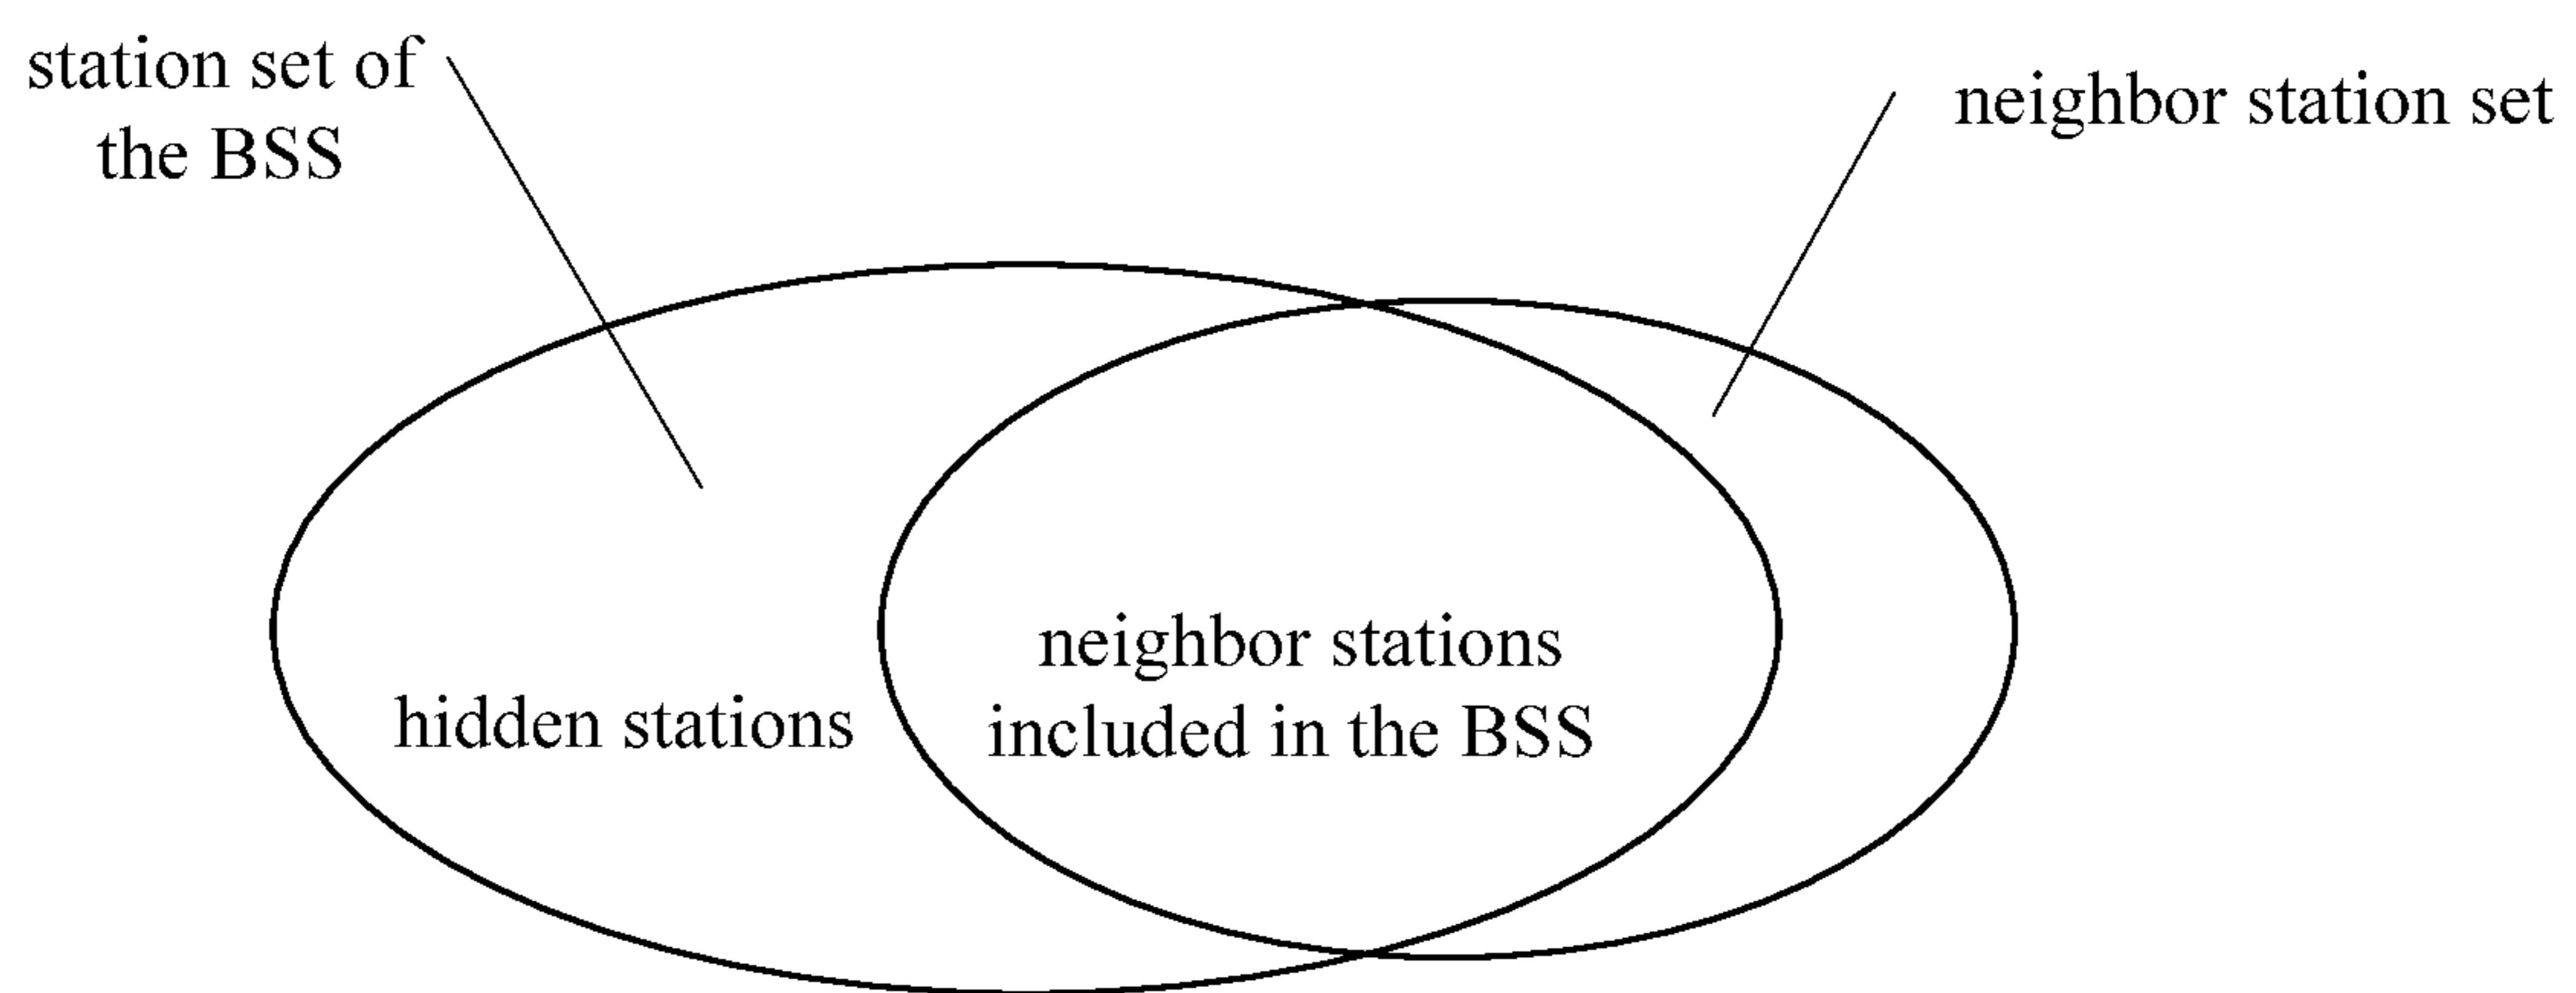 station set of
the BSS
neighbor station set
hidden stations
neighbor stations
included in the BSS